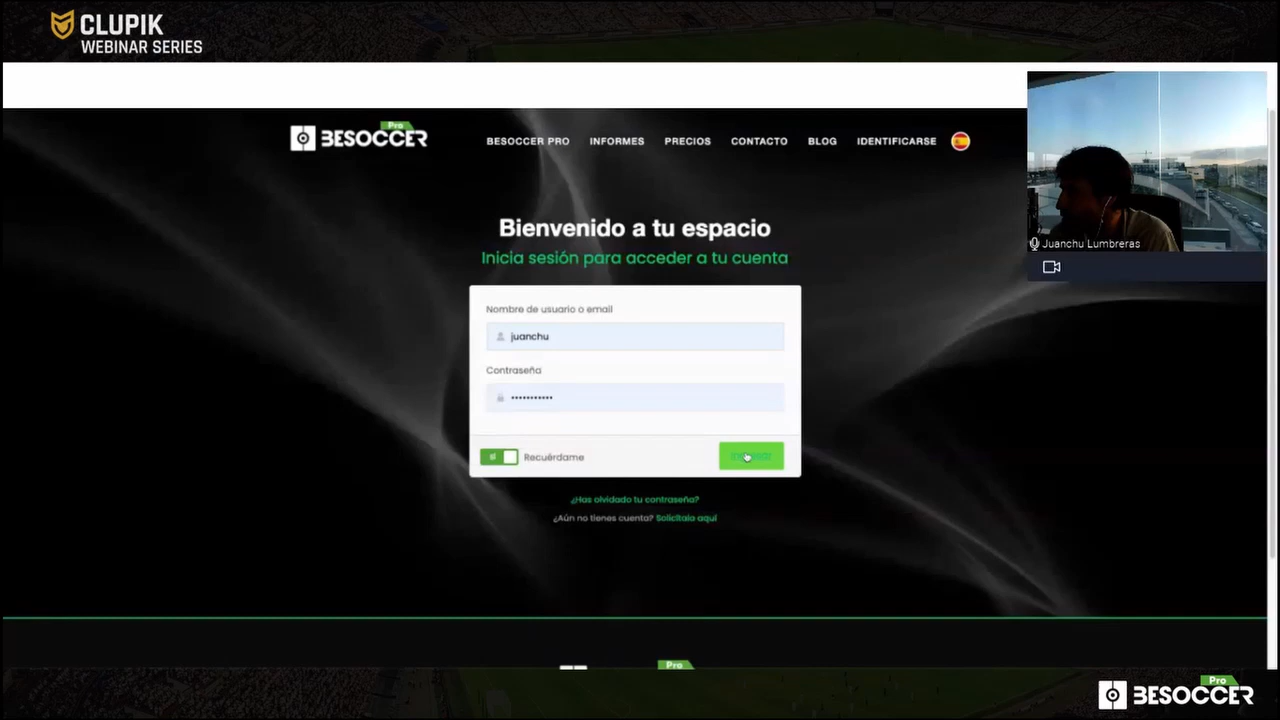 CLUPIK
WEBINAR SERIES
Pro
BESOCCER
BESOCCER PRO INFORMES PRECIOS CONTACTO BLOG IDENTIFICARSE
Bienvenido a tu espacio
Inicia sesión para acceder a tu cuenta
Juanchu Lumbreras
Nombre de usuario o email
juanchu
Contraseña
•••••••••••
SÍ
Recuérdame
¿Has olvidado tu contraseña?
¿Aún no tienes cuenta? Solicítala aquí
Pro
Pro
BESOCCER